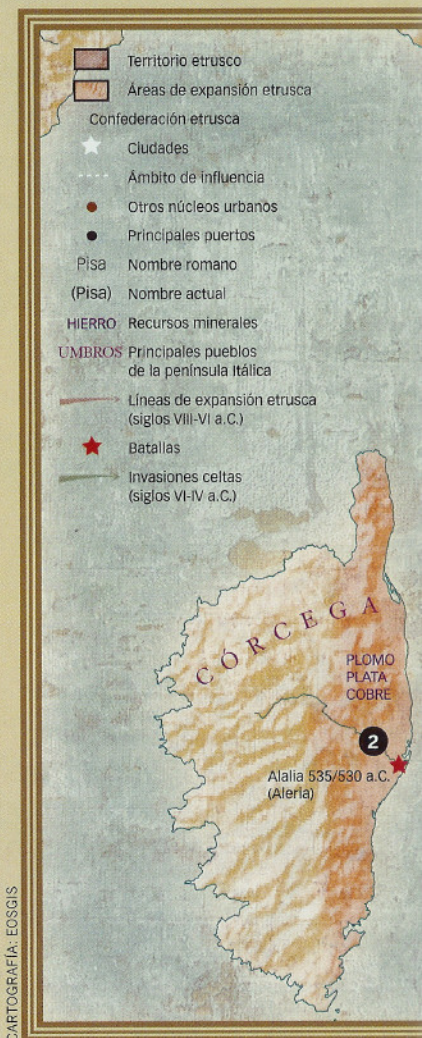 Territorio etrusco
Áreas de expansión etrusca
Confederación etrusca
Ciudades
Ámbito de influencia
Otros núcleos urbanos
Principales puertos
Pisa Nombre romano
(Pisa) Nombre actual
HIERRO Recursos minerales
UMBROS Principales pueblos
de la península Itálica
Líneas de expansión etrusca
(siglos VIII-VI a.C.)
Batallas
Invasiones celtas
(siglos VI-IV a.C.)
CÓRCEGA
PLOMO
PLATA
COBRE
2
Alalia 535/530 a.C.
(Aleria)
CARTOGRAFÍA: EOSGIS